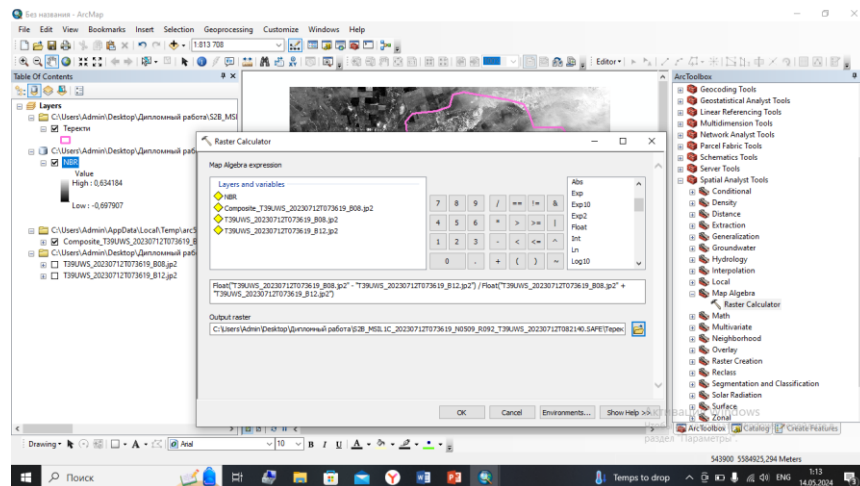 Без названия - ArcMap
File Edit View Bookmarks Insert Selection Geoprocessing Customize Windows Help
1:813 708
Editor
Table Of Contents
Layers
C:\Users\Admin\Desktop\Дипломный работа\S2B_MSI
Теректи
C:\Users\Admin\Desktop\Дипломный раб
NBR
Value
High : 0,634184
Low : -0,697907
C:\Users\Admin\AppData\Local\Temp\arc
Composite_T39UWS_20230712T073619_B
C:\Users\Admin\Desktop\Дипломный рабо
T39UWS_20230712T073619_B08.jp2
T39UWS_20230712T073619_B12.jp2
Raster Calculator
Map Algebra expression
Layers and variables
NBR
Composite_T39UWS_20230712T073619_B08.jp2
T39UWS_20230712T073619_B08.jp2
T39UWS_20230712T073619_B12.jp2
7 8 9 / == != &
4 5 6 * > >= |
1 2 3 - < <= ^
0 . + ( ) ~
Abs
Exp
Exp10
Exp2
Float
Int
Ln
Log10
Float("T39UWS_20230712T073619_B08.jp2" - "T39UWS_20230712T073619_B12.jp2") / Float("T39UWS_20230712T073619_B08.jp2" +
"T39UWS_20230712T073619_B12.jp2")
Output raster
C:\Users\Admin\Desktop\Дипломный работа\S2B_MSIL1C_20230712T073619_N0509_R092_T39UWS_20230712T082140.SAFE\Терек
OK Cancel Environments... Show Help >>
ArcToolbox
Geocoding Tools
Geostatistical Analyst Tools
Linear Referencing Tools
Multidimension Tools
Network Analyst Tools
Parcel Fabric Tools
Schematics Tools
Server Tools
Spatial Analyst Tools
Conditional
Density
Distance
Extraction
Generalization
Groundwater
Hydrology
Interpolation
Local
Map Algebra
Raster Calculator
Math
Multivariate
Neighborhood
Overlay
Raster Creation
Reclass
Segmentation and Classification
Solar Radiation
Surface
Zonal
ArcToolbox Catalog Create Features
раздел "Параметры".
Drawing Arial 10 B I U A
543900 5584925,294 Meters
Поиск
Temps to drop
ENG
1:13
14.05.2024